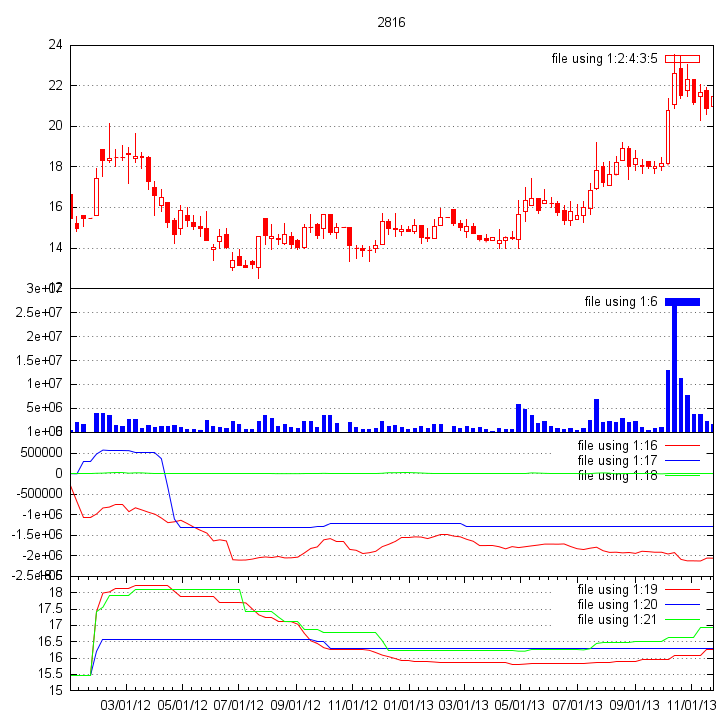 2816
24
file using 1:2:4:3:5
22
20
18
16
14
3e+07
file using 1:6
2.5e+07
2e+07
1.5e+07
1e+07
5e+06
file using 1:16
500000
file using 1:17
0
file using 1:18
-500000
-1e+06
-1.5e+06
-2e+06
-2.5e+06
18
file using 1:19
17.5
file using 1:20
17
file using 1:21
16.5
16
15.5
15
03/01/12 05/01/12 07/01/12 09/01/12 11/01/12 01/01/13 03/01/13 05/01/13 07/01/13 09/01/13 11/01/13